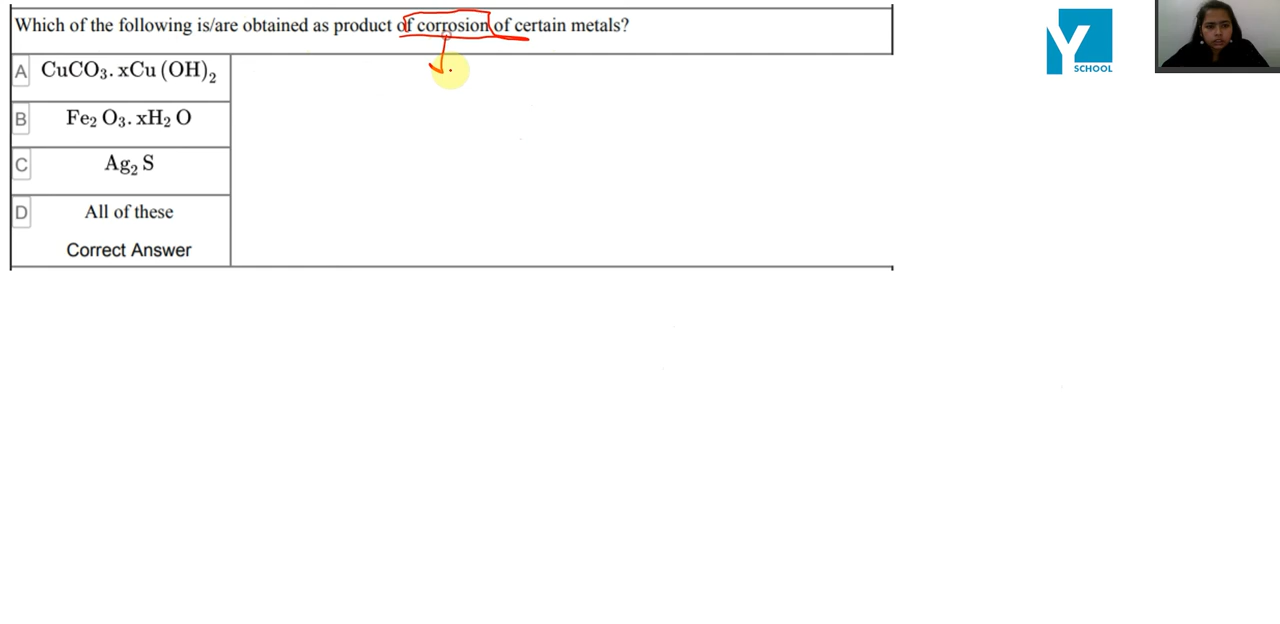 Which of the following is/are obtained as product of corrosion of certain metals?
A CuCO₃. xCu (OH)₂
B Fe₂ O₃. xH₂ O
C Ag₂ S
D All of these
Correct Answer
Y
SCHOOL